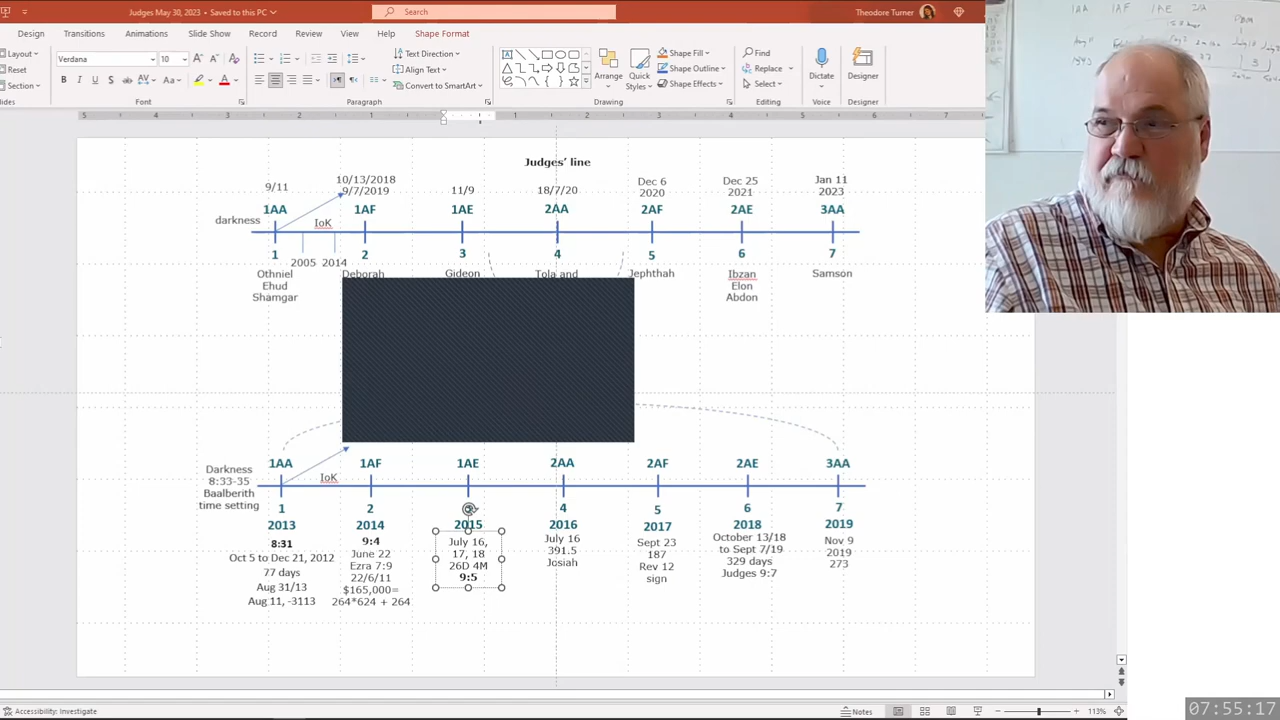 Judges May 30, 2023 • Saved to this PC
Search
Theodore Turner
Design Transitions Animations Slide Show Record Review View Help Shape Format
Layout
Reset
Section
Verdana
10
Font
Text Direction
Align Text
Convert to SmartArt
Paragraph
Arrange
Quick
Styles
Shape Fill
Shape Outline
Shape Effects
Drawing
Find
Replace
Select
Editing
Dictate
Voice
Designer
Designer
5 2 2 1 1 2 5 6 7
Judges' line
9/11
10/13/2018
9/7/2019
11/9
18/7/20
Dec 6
2020
Dec 25
2021
Jan 11
2023
darkness
1AA 1AF 1AE 2AA 2AF 2AE 3AA
IoK
1 2 3 4 5 6 7
2005 2014
Othniel
Ehud
Shamgar
Deborah
Gideon
Tola and
Jephthah
Ibzan
Elon
Abdon
Samson
Darkness
8:33-35
Baalberith
time setting
1AA 1AF 1AE 2AA 2AF 2AE 3AA
IoK
1 2 4 5 6 7
2013 2014 2015 2016 2017 2018 2019
8:31
Oct 5 to Dec 21, 2012
77 days
Aug 31/13
Aug 11, -3113
9:4
June 22
Ezra 7:9
22/6/11
$165,000=
264*624 + 264
July 16,
17, 18
26D 4M
9:5
July 16
391.5
Josiah
Sept 23
187
Rev 12
sign
October 13/18
to Sept 7/19
329 days
Judges 9:7
Nov 9
2019
273
Accessibility: Investigate
Notes
113%
07:55:17